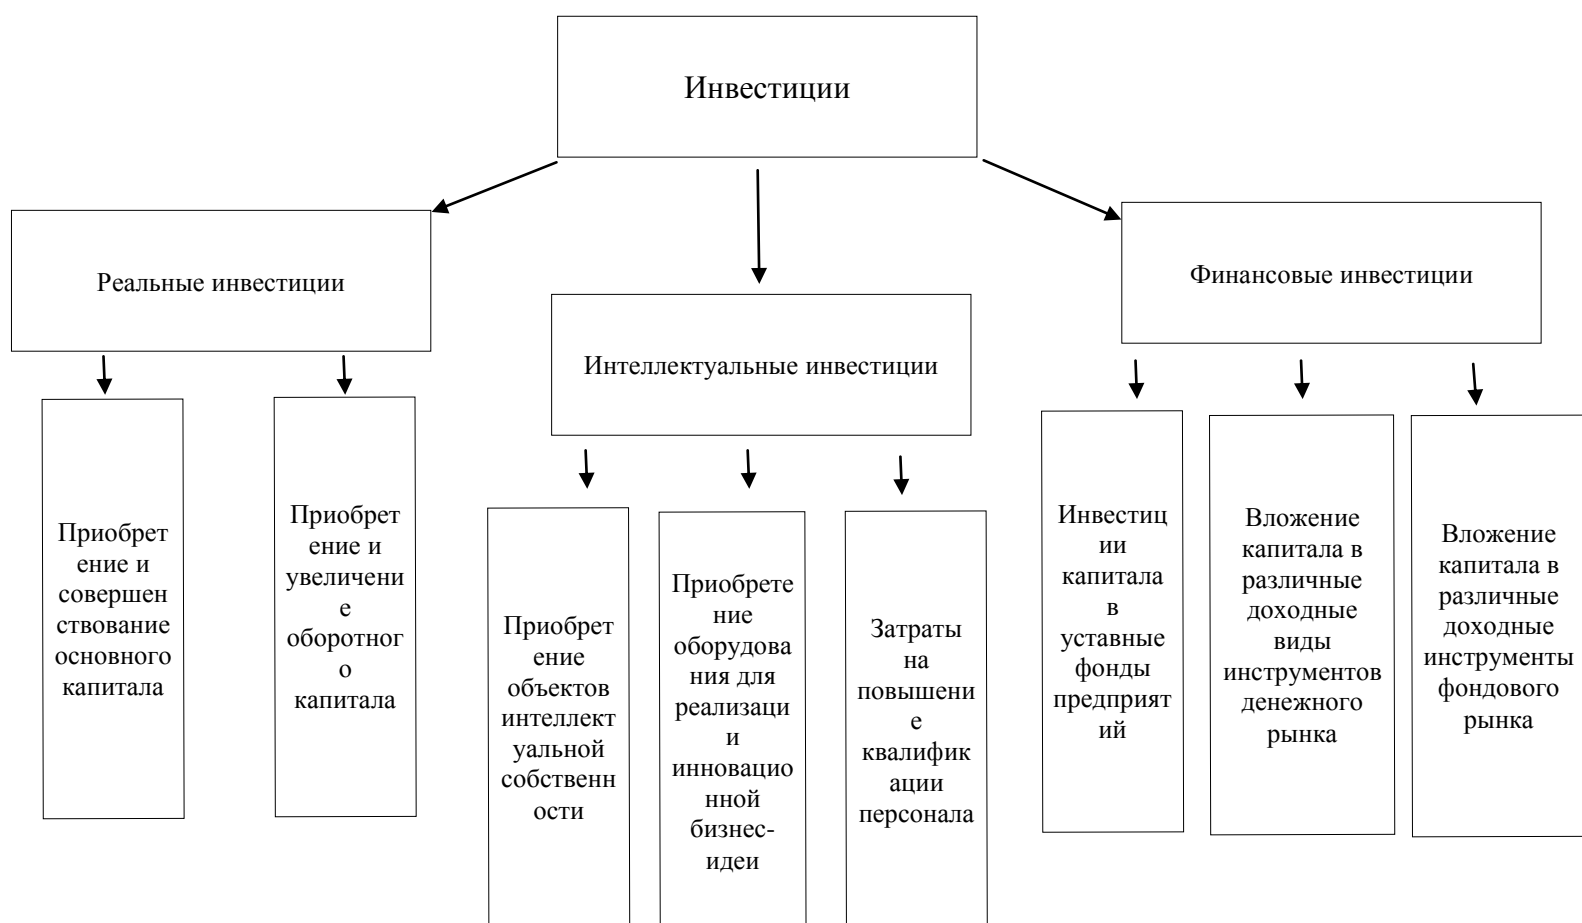 Инвестиции
Реальные инвестиции
Интеллектуальные инвестиции
Финансовые инвестиции
Приобрет
ение и
совершен
ствование
основного
капитала
Приобрет
ение и
увеличени
е
оборотног
о
капитала
Приобрет
ение
объектов
интеллект
уальной
собственн
ости
Приобрете
ние
оборудова
ния для
реализаци
и
инновацио
нной
бизнес-
идеи
Затраты
на
повышени
е
квалифик
ации
персонала
Инвестиц
ии
капитала
в
уставные
фонды
предприят
ий
Вложение
капитала в
различные
доходные
виды
инструментов
денежного
рынка
Вложение
капитала в
различные
доходные
инструменты
фондового
рынка